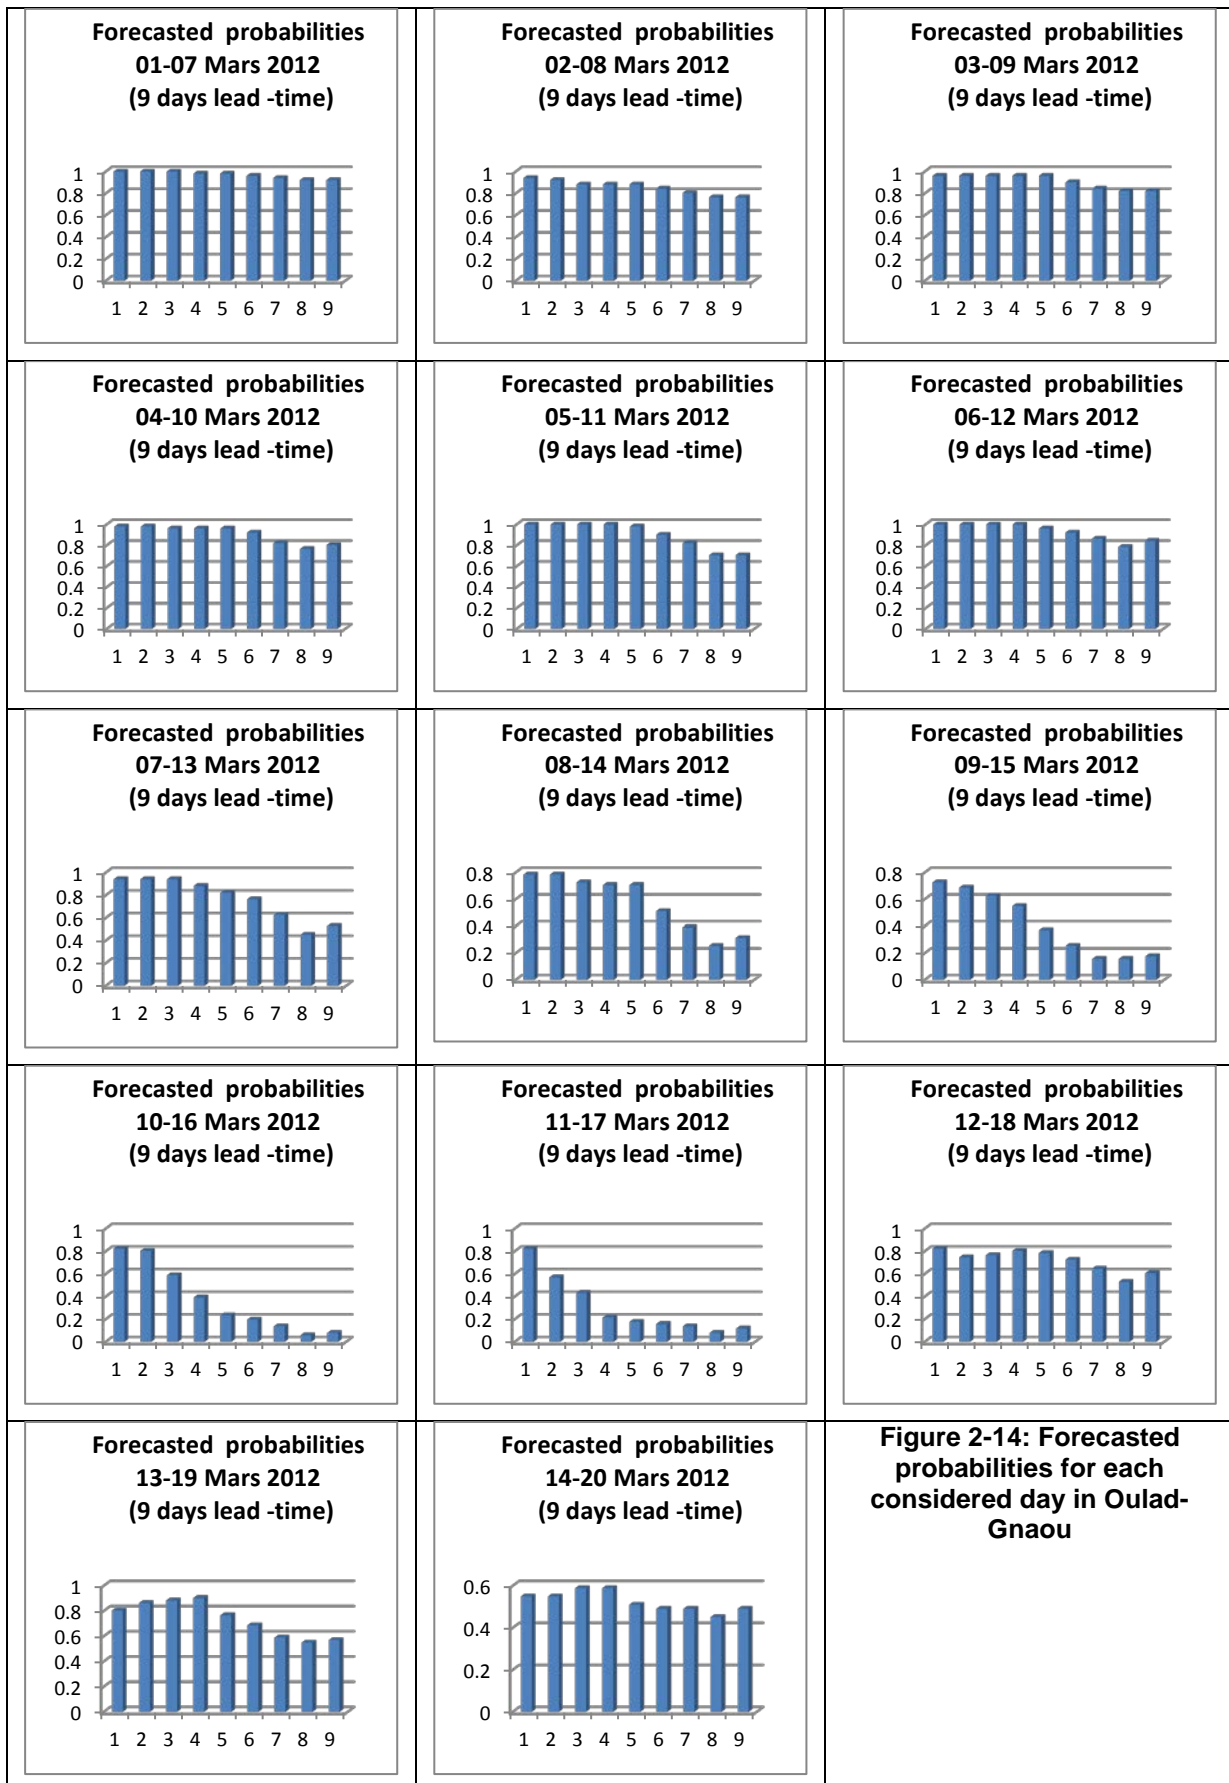 Forecasted probabilities
01-07 Mars 2012
(9 days lead -time)
1
0.8
0.6
0.4
0.2
0
1 2 3 4 5 6 7 8 9
Forecasted probabilities
02-08 Mars 2012
(9 days lead -time)
1
0.8
0.6
0.4
0.2
0
1 2 3 4 5 6 7 8 9
Forecasted probabilities
03-09 Mars 2012
(9 days lead -time)
1
0.8
0.6
0.4
0.2
0
1 2 3 4 5 6 7 8 9
Forecasted probabilities
04-10 Mars 2012
(9 days lead -time)
1
0.8
0.6
0.4
0.2
0
1 2 3 4 5 6 7 8 9
Forecasted probabilities
05-11 Mars 2012
(9 days lead -time)
1
0.8
0.6
0.4
0.2
0
1 2 3 4 5 6 7 8 9
Forecasted probabilities
06-12 Mars 2012
(9 days lead -time)
1
0.8
0.6
0.4
0.2
0
1 2 3 4 5 6 7 8 9
Forecasted probabilities
07-13 Mars 2012
(9 days lead -time)
1
0.8
0.6
0.4
0.2
0
1 2 3 4 5 6 7 8 9
Forecasted probabilities
08-14 Mars 2012
(9 days lead -time)
0.8
0.6
0.4
0.2
0
1 2 3 4 5 6 7 8 9
Forecasted probabilities
09-15 Mars 2012
(9 days lead -time)
0.8
0.6
0.4
0.2
0
1 2 3 4 5 6 7 8 9
Forecasted probabilities
10-16 Mars 2012
(9 days lead -time)
1
0.8
0.6
0.4
0.2
0
1 2 3 4 5 6 7 8 9
Forecasted probabilities
11-17 Mars 2012
(9 days lead -time)
1
0.8
0.6
0.4
0.2
0
1 2 3 4 5 6 7 8 9
Forecasted probabilities
12-18 Mars 2012
(9 days lead -time)
1
0.8
0.6
0.4
0.2
0
1 2 3 4 5 6 7 8 9
Forecasted probabilities
13-19 Mars 2012
(9 days lead -time)
1
0.8
0.6
0.4
0.2
0
1 2 3 4 5 6 7 8 9
Forecasted probabilities
14-20 Mars 2012
(9 days lead -time)
0.6
0.4
0.2
0
1 2 3 4 5 6 7 8 9
Figure 2-14: Forecasted
probabilities for each
considered day in Oulad-
Gnaou